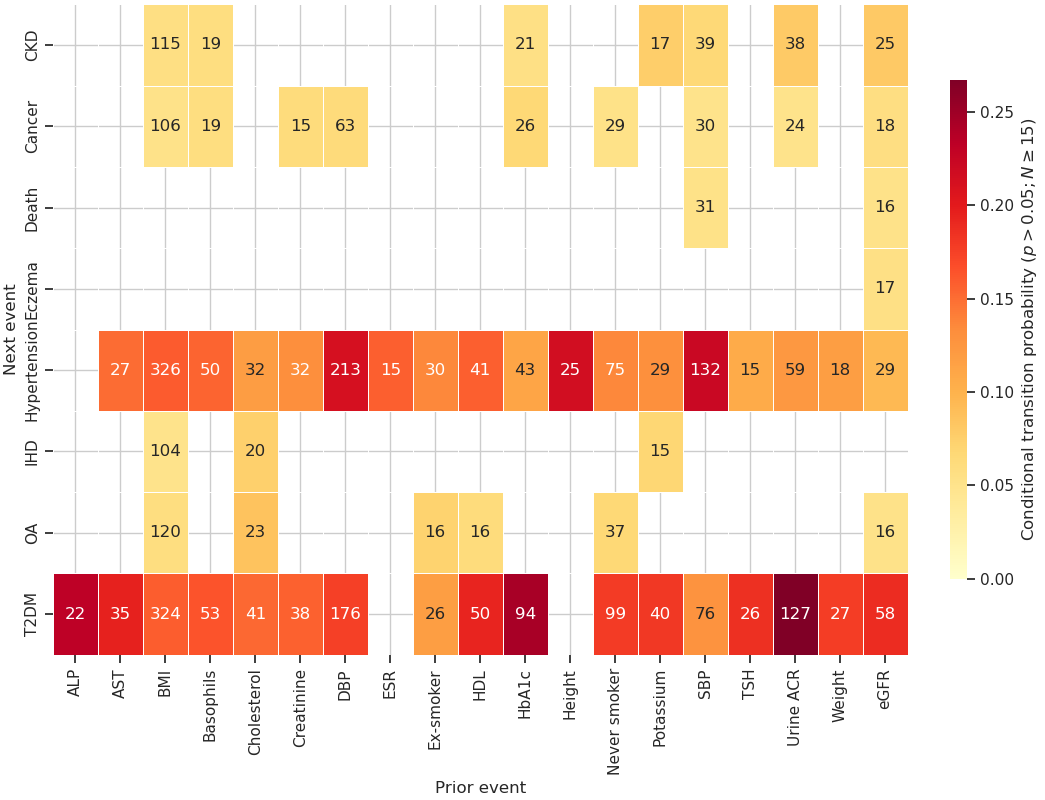 CKD 115 19 21 17 39 38 25
Cancer 106 19 15 63 26 29 30 24 18
Death 31 16
Eczema 17
Hypertension 27 326 50 32 32 213 15 30 41 43 25 75 29 132 15 59 18 29
IHD 104 20 15
OA 120 23 16 16 37 16
T2DM 22 35 324 53 41 38 176 26 50 94 99 40 76 26 127 27 58
Next event
ALP AST BMI Basophils Cholesterol Creatinine DBP ESR Ex-smoker HDL HbA1c Height Never smoker Potassium SBP TSH Urine ACR Weight eGFR
Prior event
0.25
0.20
0.15
0.10
0.05
0.00
Conditional transition probability (p > 0.05; N ≥ 15)